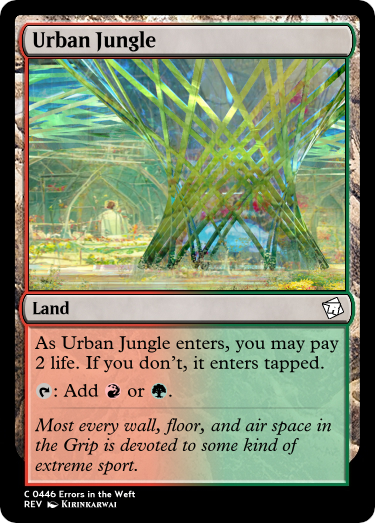 Urban Jungle
Land
As Urban Jungle enters, you may pay
2 life. If you don't, it enters tapped.
: Add or .
Most every wall, floor, and air space in
the Grip is devoted to some kind of
extreme sport.
C 0446 Errors in the Weft
REV Kirinkarwai